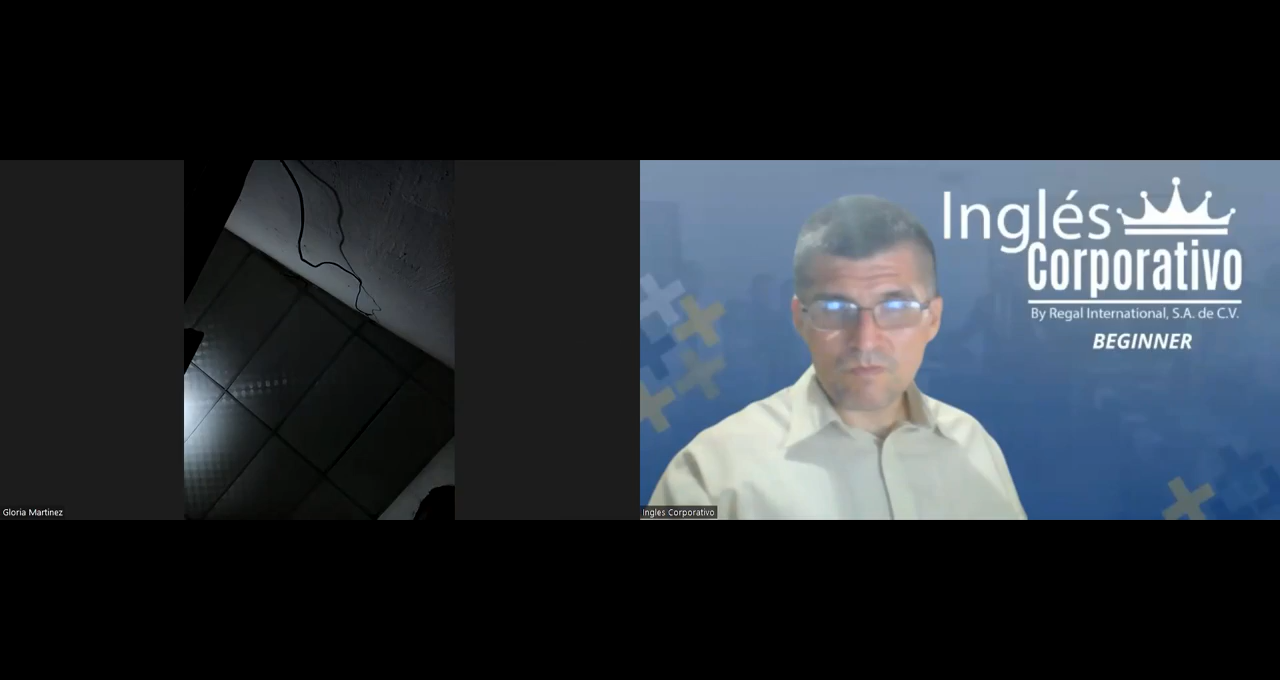 Inglés
Corporativo
By Regal International, S.A. de C.V.
BEGINNER
Gloria Martinez
Ingles Corporativo